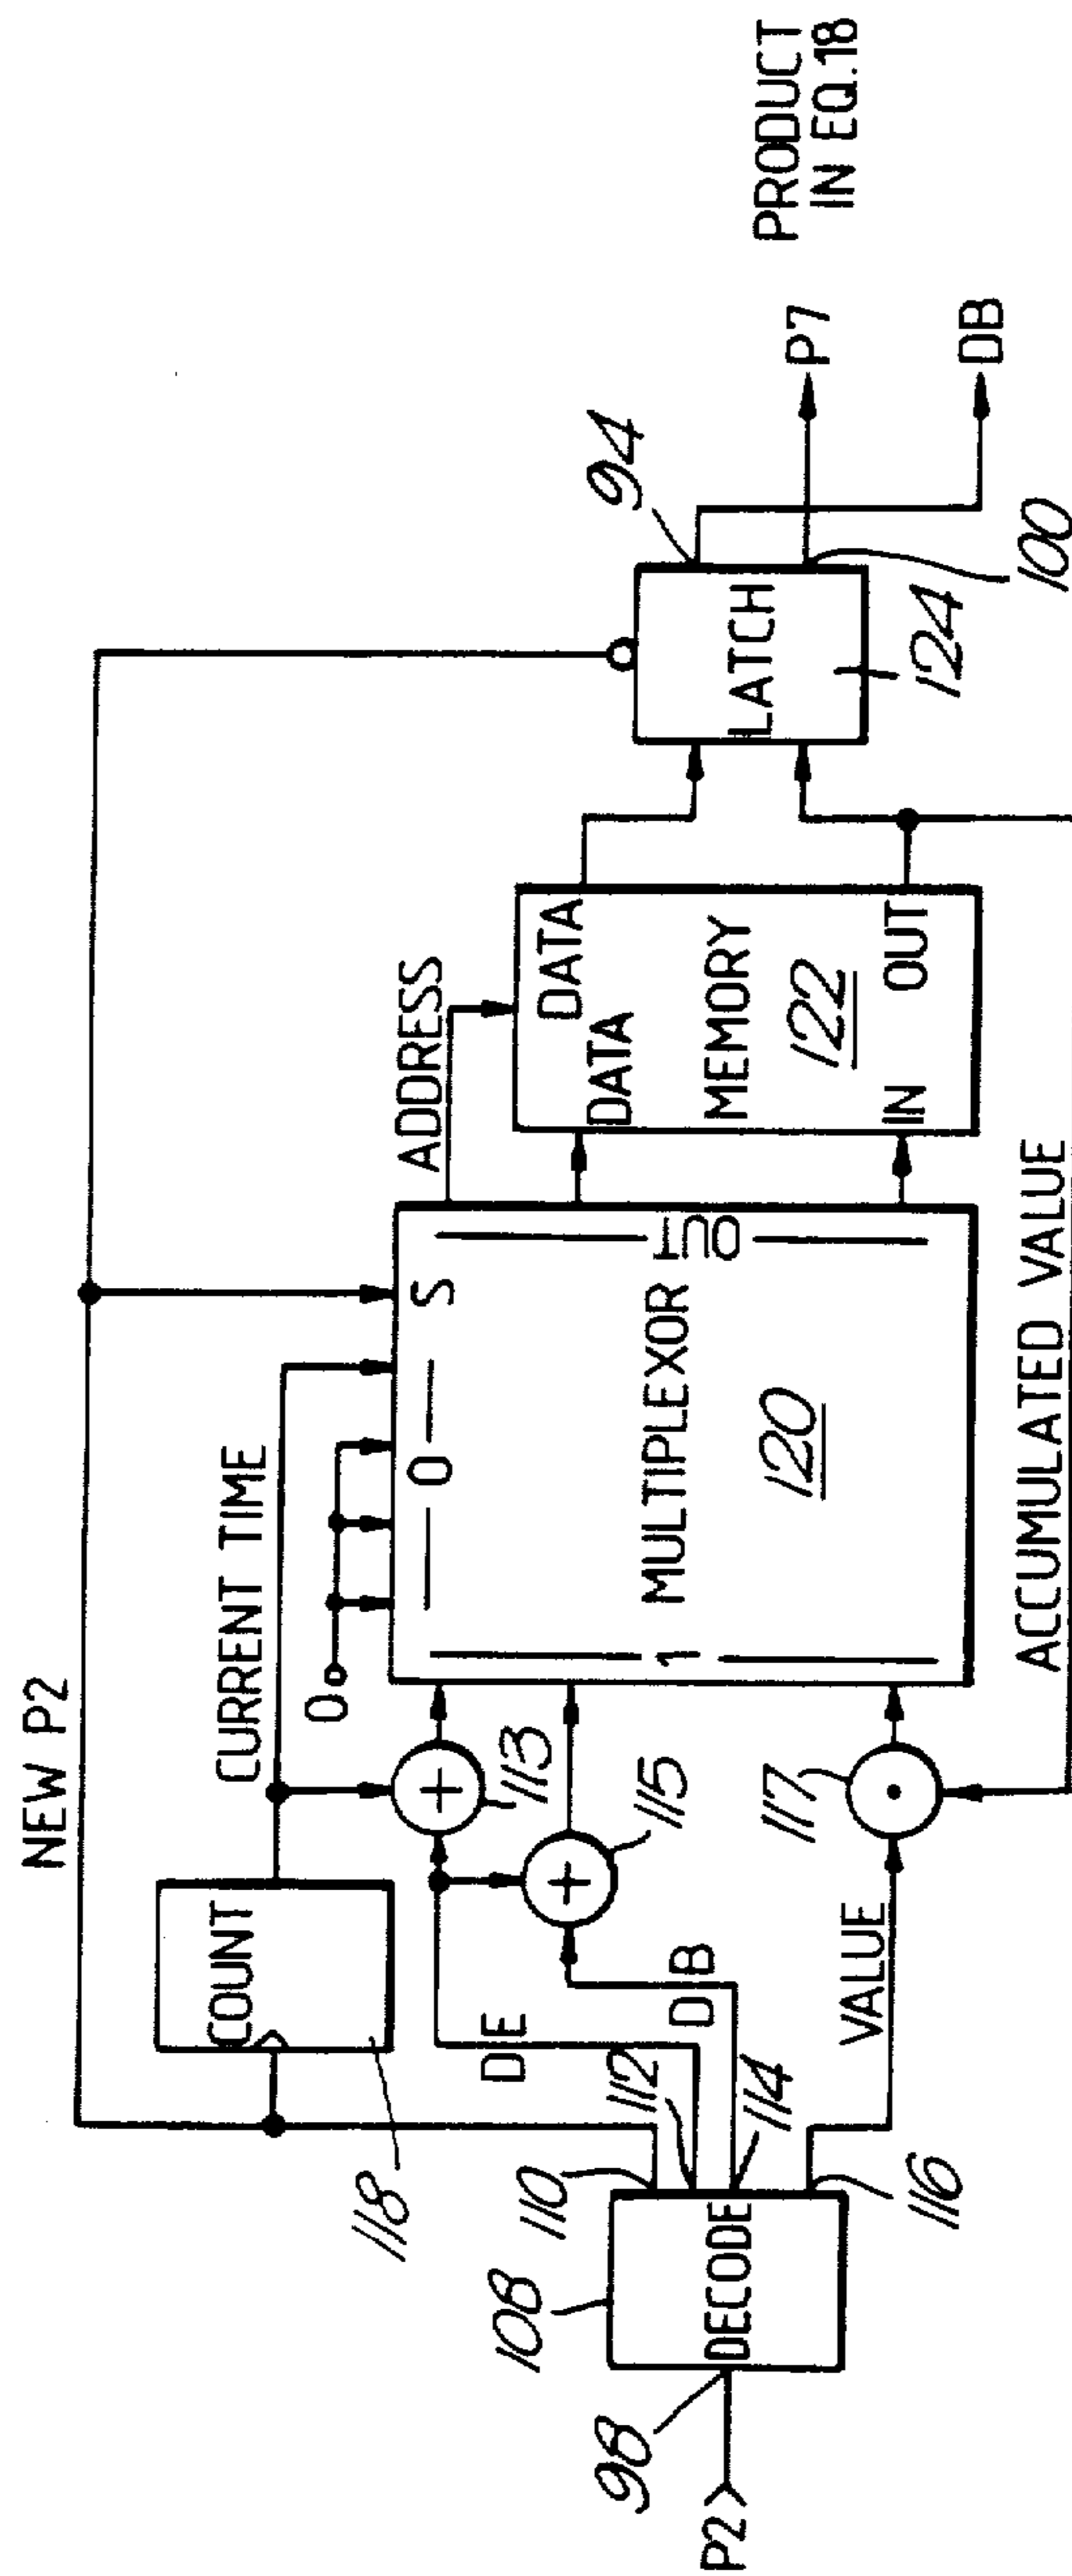 NEW P2
COUNT
118
CURRENT TIME
0
P2
98
108
DECODE
110
112
114
116
DE
DB
VALUE
113
115
117
1
0
S
MULTIPLEXOR
120
OUT
ADDRESS
DATA
DATA
MEMORY
122
IN
OUT
ACCUMULATED VALUE
LATCH
124
94
100
P7
DB
PRODUCT
IN EQ.18